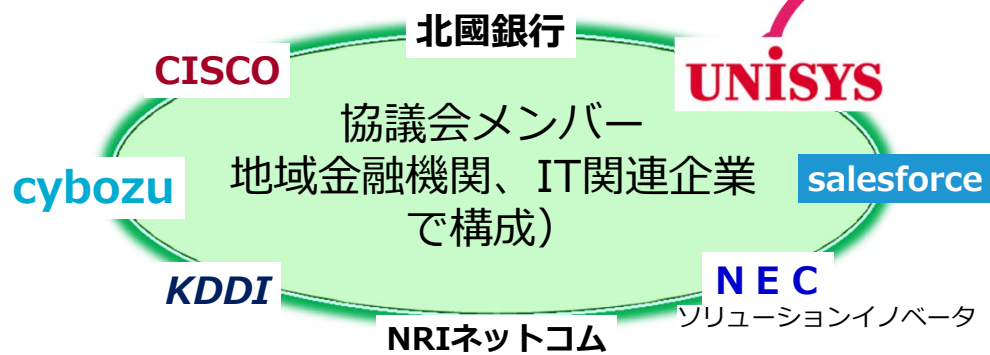 北國銀行
CISCO
UNiSYS
協議会メンバー
地域金融機関、IT関連企業
で構成）
cybozu
salesforce
KDDI
ＮＥＣ
ソリューションイノベータ
NRIネットコム